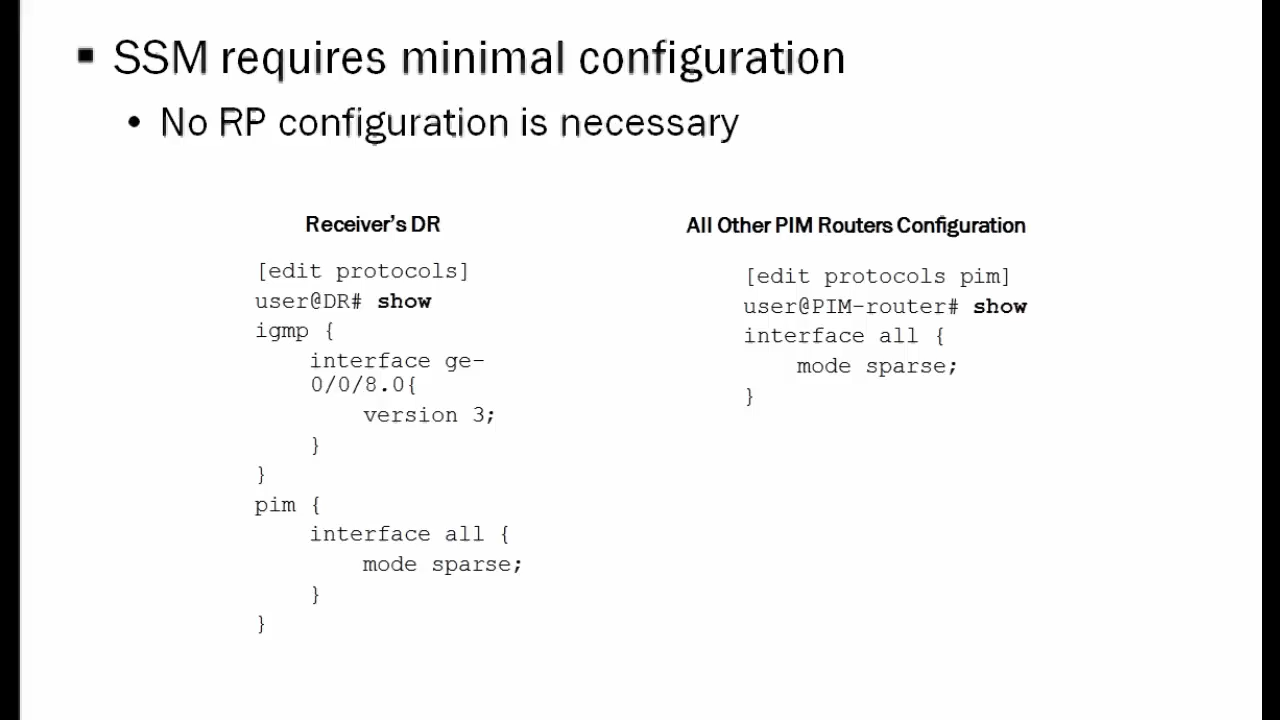 ▪ SSM requires minimal configuration
• No RP configuration is necessary
Receiver's DR
[edit protocols]
user@DR# show
igmp {
interface ge-
0/0/8.0{
version 3;
}
}
pim {
interface all {
mode sparse;
}
}
All Other PIM Routers Configuration
[edit protocols pim]
user@PIM-router# show
interface all {
mode sparse;
}